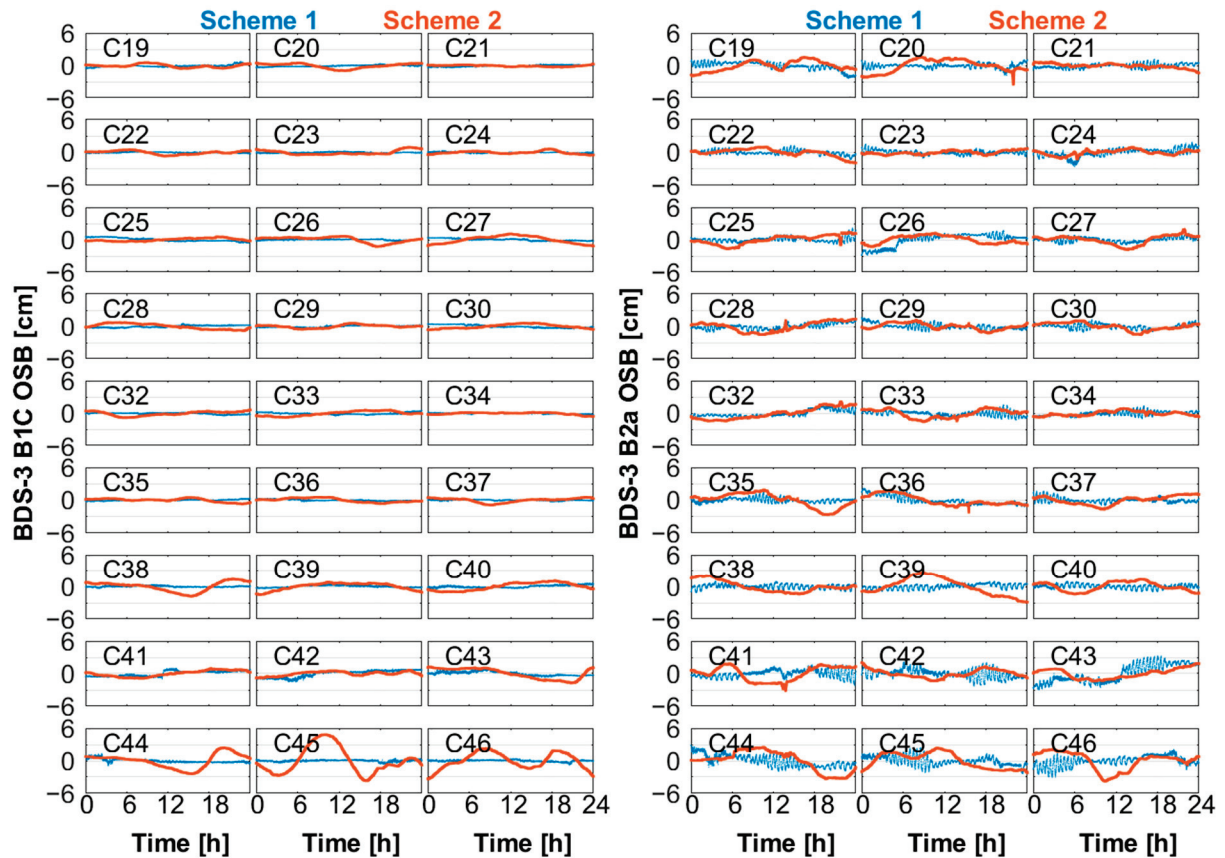 Scheme 1 Scheme 2 Scheme 1 Scheme 2
6 C19 C20 C21 6 C19 C20 C21
0 0
−6 −6
6 C22 C23 C24 6 C22 C23 C24
0 0
−6 −6
6 C25 C26 C27 6 C25 C26 C27
0 0
−6 −6
6 C28 C29 C30 6 C28 C29 C30
0 0
−6 −6
BDS-3 B1C OSB [cm] BDS-3 B2a OSB [cm]
6 C32 C33 C34 6 C32 C33 C34
0 0
−6 −6
6 C35 C36 C37 6 C35 C36 C37
0 0
−6 −6
6 C38 C39 C40 6 C38 C39 C40
0 0
−6 −6
6 C41 C42 C43 6 C41 C42 C43
0 0
−6 −6
6 C44 C45 C46 6 C44 C45 C46
0 0
−6 −6
0 12 0 12 0 12 24 0 6 12 18 0 6 12 18 0 6 12 18 24
Time [h] Time [h] Time [h] Time [h] Time [h] Time [h]